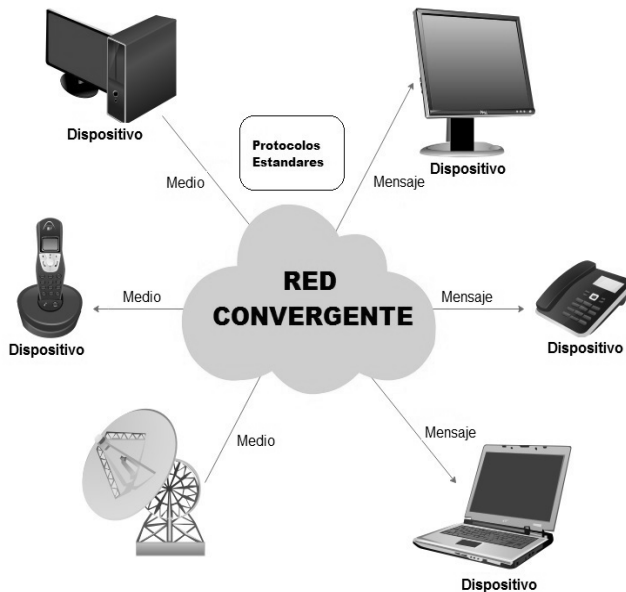 Dispositivo
Protocolos
Estandares
Dispositivo
Medio
Mensaje
RED
CONVERGENTE
Medio
Mensaje
Dispositivo
Dispositivo
Medio
Mensaje
Dispositivo